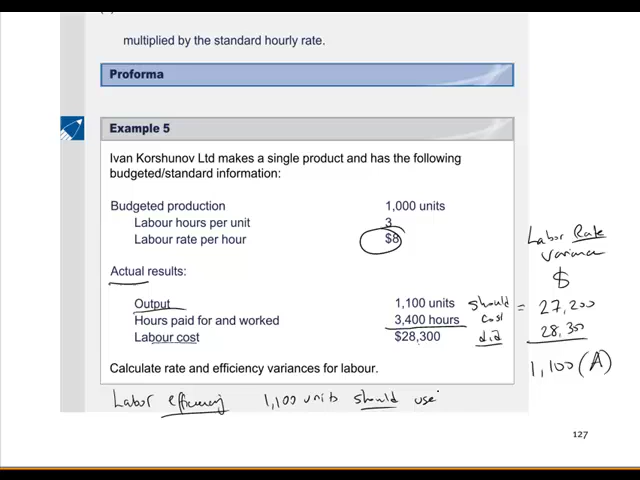 multiplied by the standard hourly rate.
Proforma
Example 5
Ivan Korshunov Ltd makes a single product and has the following
budgeted/standard information:
Budgeted production 1,000 units
Labour hours per unit 3
Labour rate per hour $8
Actual results:
Output 1,100 units
Hours paid for and worked 3,400 hours
Labour cost $28,300
Calculate rate and efficiency variances for labour.
Labor Rate
variance
$
should cost = 27,200
did 28,300
1,100 (A)
Labor efficiency 1,100 units should use
127